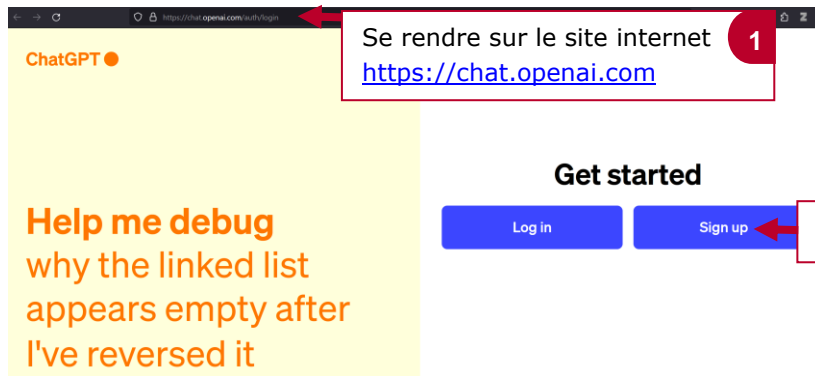 https://chat.openai.com/auth/login
Se rendre sur le site internet
https://chat.openai.com
1
ChatGPT
Get started
Log in
Sign up
Help me debug
why the linked list
appears empty after
I've reversed it